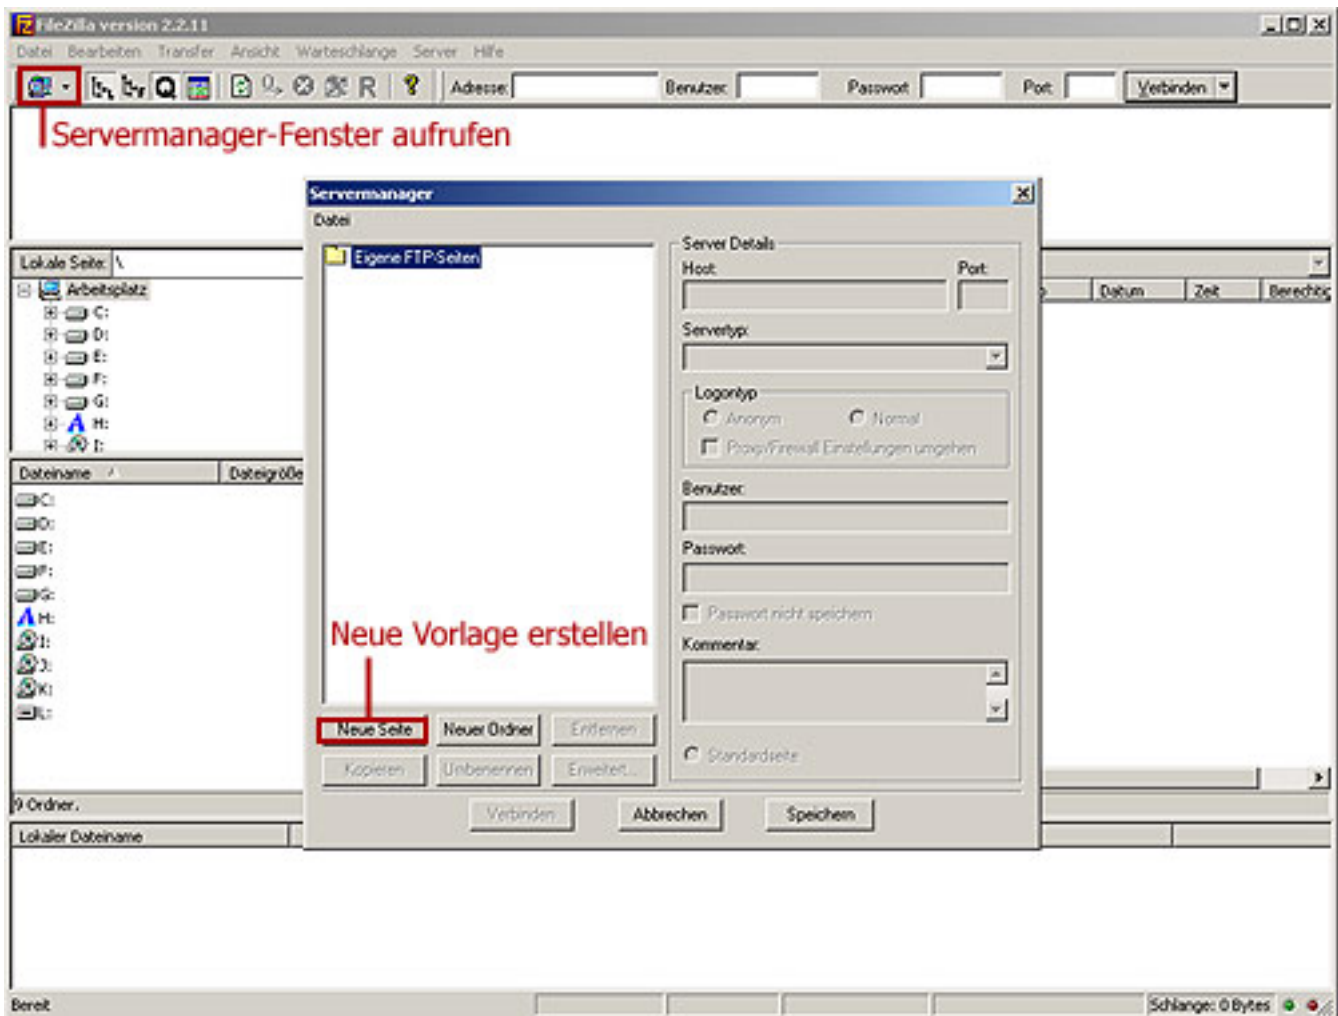 FileZilla version 2.2.11
Datei Bearbeiten Transfer Ansicht Warteschlange Server Hilfe
Q R ? Adresse: Benutzer: Passwort Port Verbinden
Servermanager-Fenster aufrufen
Servermanager
Datei
Eigene FTP-Seiten
Server Details
Host: Port:
Servertyp:
Logontyp
Anonym Normal
Proxy/Firewall Einstellungen umgehen
Benutzer:
Passwort:
Passwort nicht speichern
Kommentar:
Standardseite
Neue Vorlage erstellen
Neue Seite Neuer Ordner Entfernen
Kopieren Umbenennen Erweitert...
Verbinden Abbrechen Speichern
Lokale Seite: \
Arbeitsplatz
C:
D:
E:
F:
G:
H:
I:
Datum Zeit Berechtig
Dateiname / Dateigröße
C:
D:
E:
F:
G:
H:
I:
J:
K:
L:
9 Ordner.
Lokaler Dateiname
Bereit
Schlange: 0 Bytes